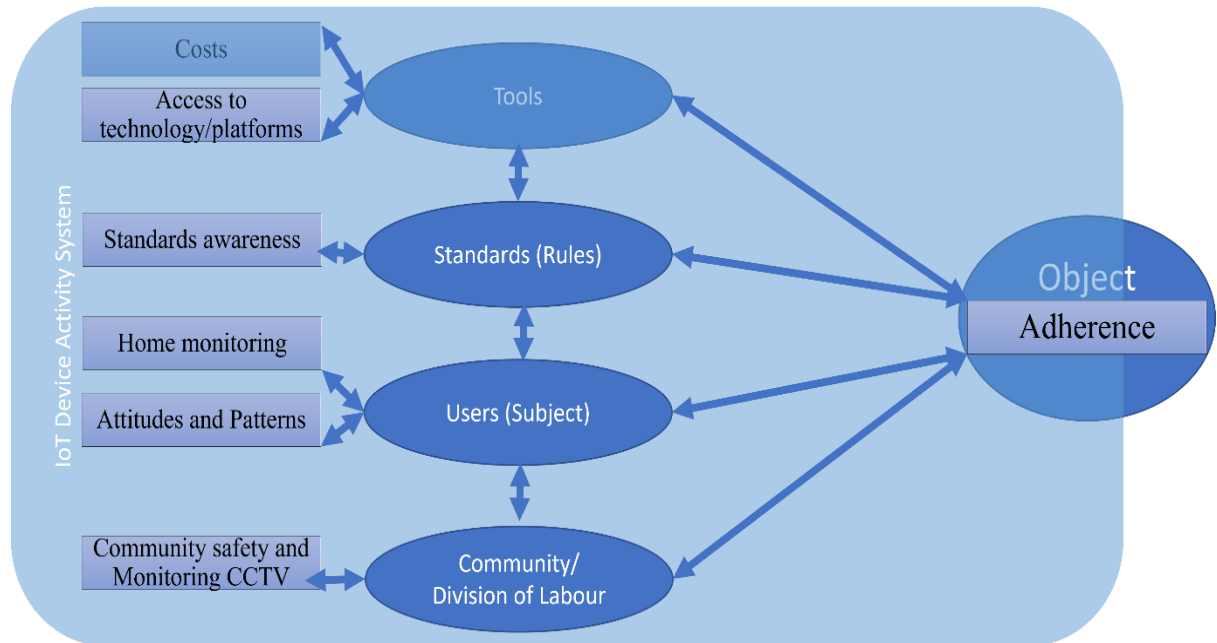 IoT Device Activity System
Costs
Access to
technology/platforms
Standards awareness
Home monitoring
Attitudes and Patterns
Community safety and
Monitoring CCTV
Tools
Standards (Rules)
Users (Subject)
Community/
Division of Labour
Object
Adherence